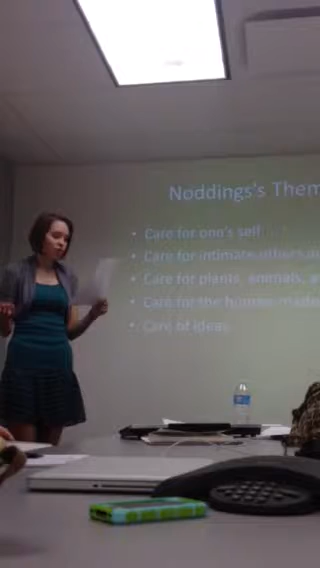 Noddings's Them
• Care for one's self
• Care for intimate others
• Care for plants, animals, a
• Care for the human made
• Care of ideas